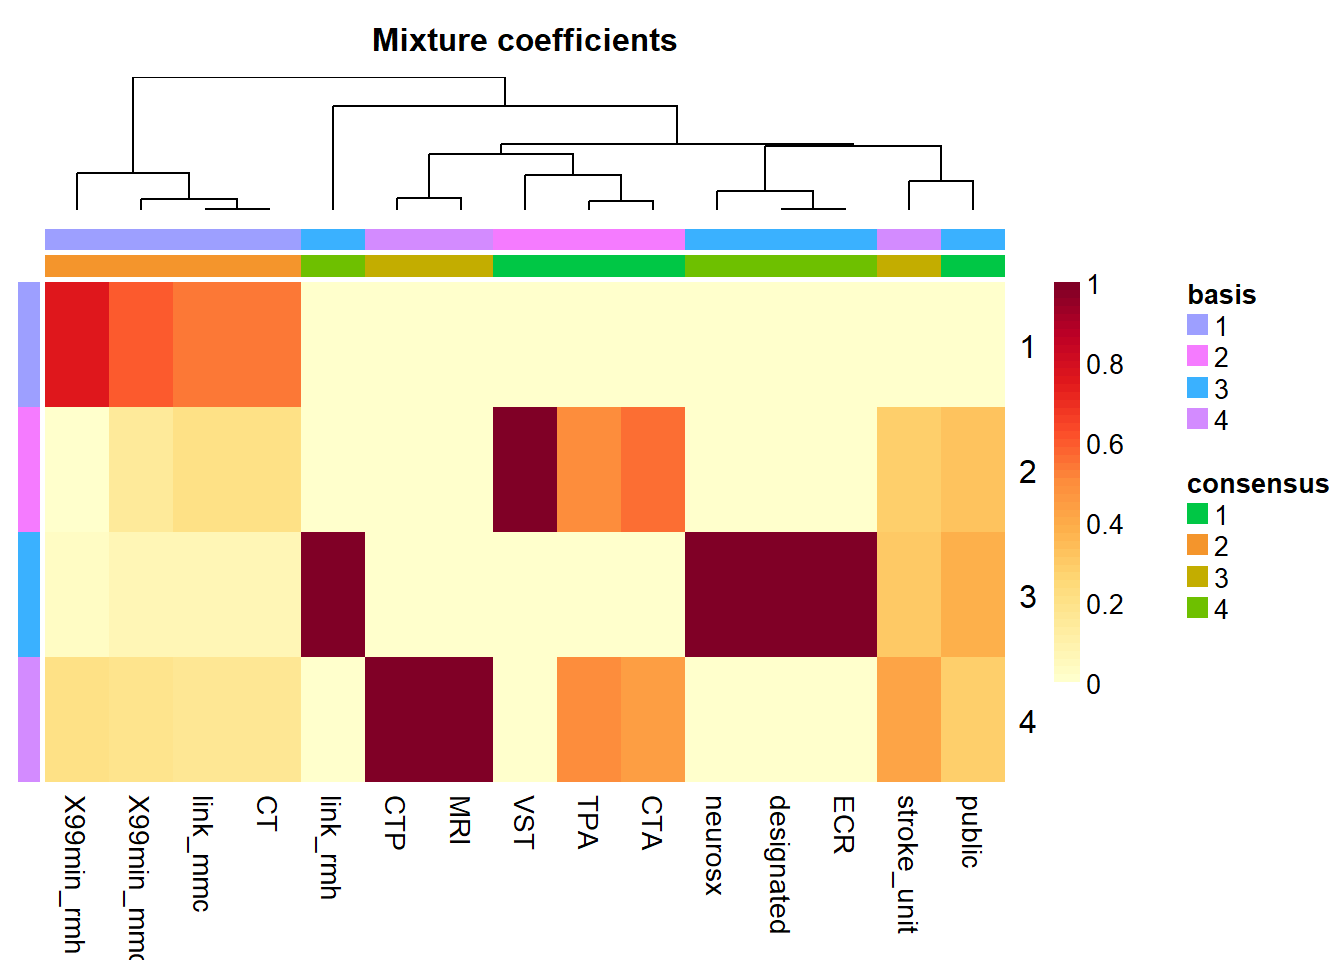 Mixture coefficients
1
2
3
4
1
0.8
0.6
0.4
0.2
0
basis
1
2
3
4
consensus
1
2
3
4
X999min_rmh
X999min_mmc
link_mmc
CT
link_rmh
CTP
MRI
VST
TPA
CTA
neurosx
designated
ECR
stroke_unit
public